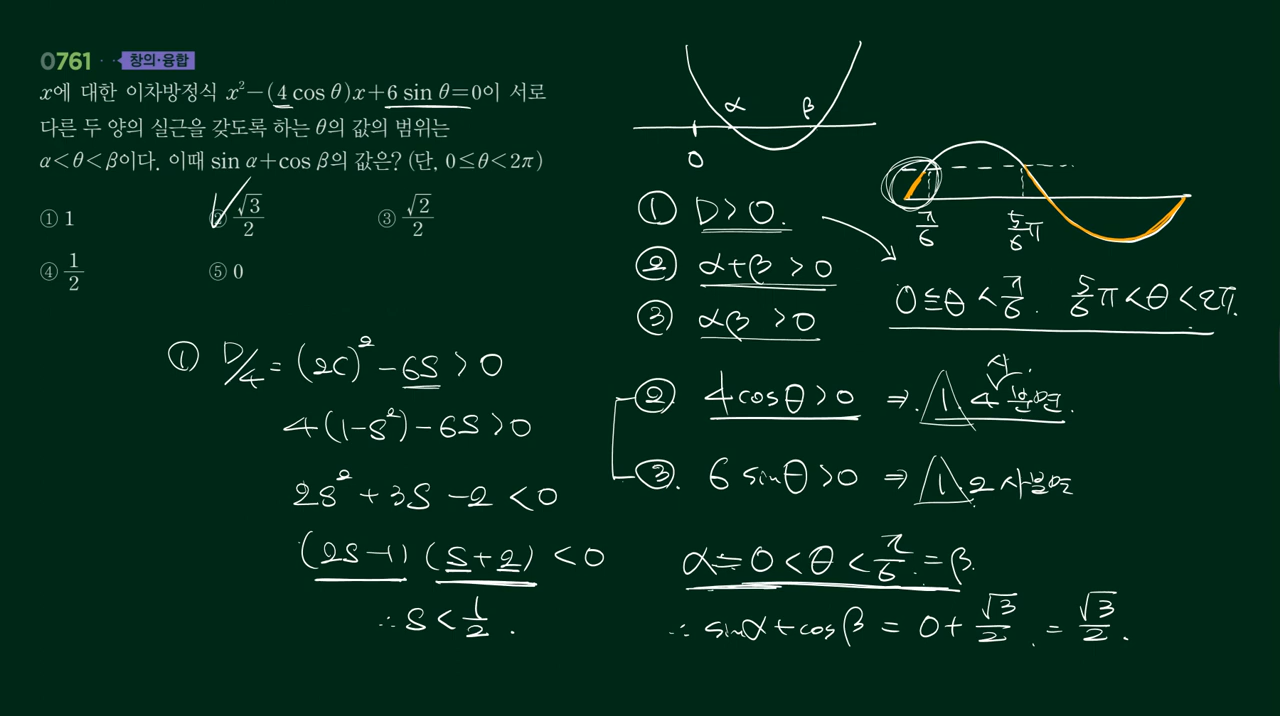 0761 창의·융합
x에 대한 이차방정식 x²-(4 cos θ)x+6 sin θ=0이 서로
다른 두 양의 실근을 갖도록 하는 θ의 값의 범위는
α<θ<β이다. 이때 sin α+cos β의 값은? (단, 0≤θ<2π)
① 1 ② √3/2 ③ √2/2
④ 1/2 ⑤ 0
α β
0
① D>0.
② α+β>0
③ αβ>0
π/6 5/6π
0≦θ<π/6. 5/6π<θ<2π.
① D/4=(2C)²-6S>0
4(1-S²)-6S>0
2S²+3S-2<0
(2S-1)(S+2)<0
∴ S<1/2.
② 4cosθ>0 ⇒. 1 4 사. 분면.
③. 6 sinθ>0 ⇒ 1. 2 사분면
α=0<θ<π/6=β.
∴ sinα+cosβ = 0+√3/2. = √3/2.